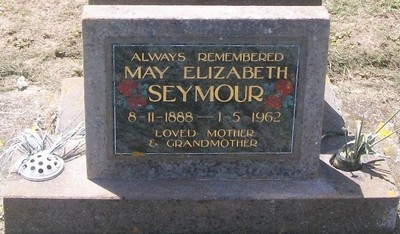 ALWAYS REMEMBERED
MAY ELIZABETH
SEYMOUR
8-11-1888 — 1-5-1962
LOVED MOTHER
& GRANDMOTHER